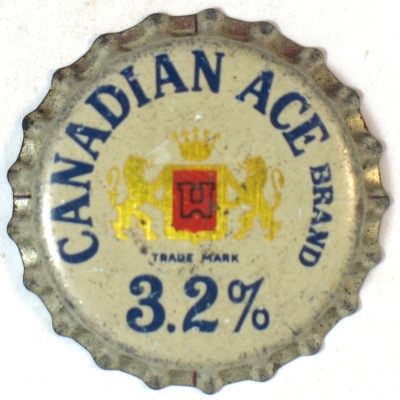 CANADIAN ACE BRAND
TRADE MARK
3.2%